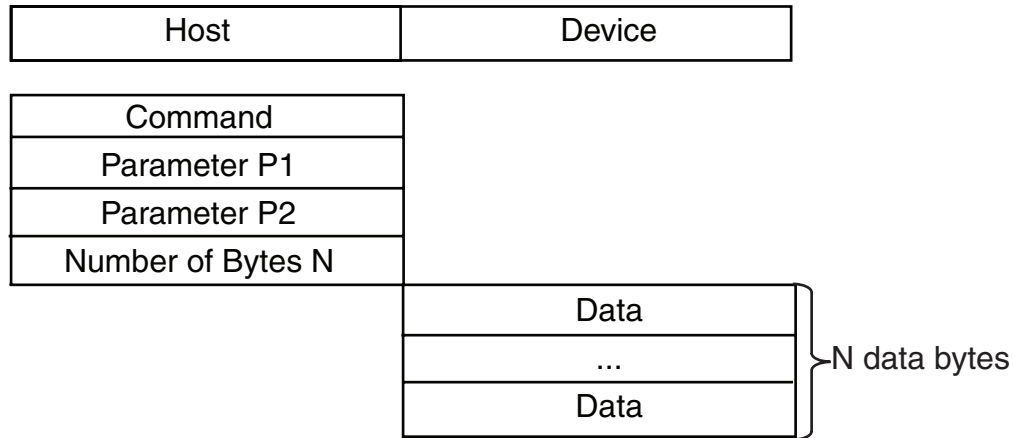 Host Device
Command
Parameter P1
Parameter P2
Number of Bytes N
Data
...
N data bytes
Data